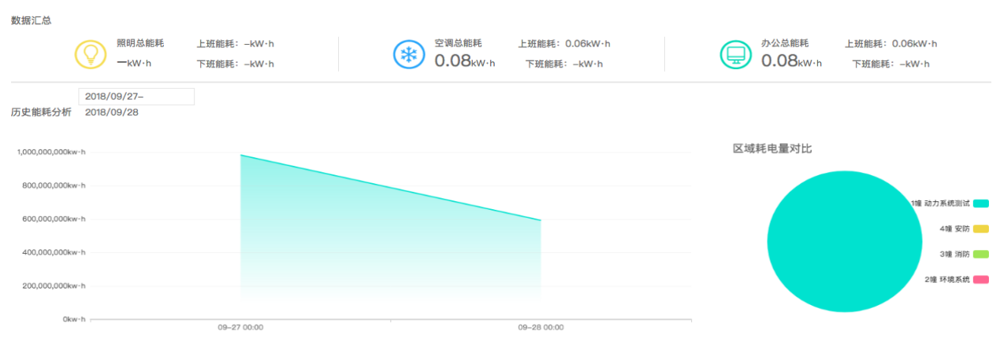 数据汇总
照明总能耗 上班能耗：–kW·h
–kW·h 下班能耗：–kW·h
空调总能耗 上班能耗：0.06kW·h
0.08kW·h 下班能耗：–kW·h
办公总能耗 上班能耗：0.06kW·h
0.08kW·h 下班能耗：–kW·h
2018/09/27–
历史能耗分析 2018/09/28
1,000,000,000kw·h
800,000,000kw·h
600,000,000kw·h
400,000,000kw·h
200,000,000kw·h
0kw·h
09–27 00:00 09–28 00:00
区域耗电量对比
1幢 动力系统测试
4幢 安防
3幢 消防
2幢 环境系统